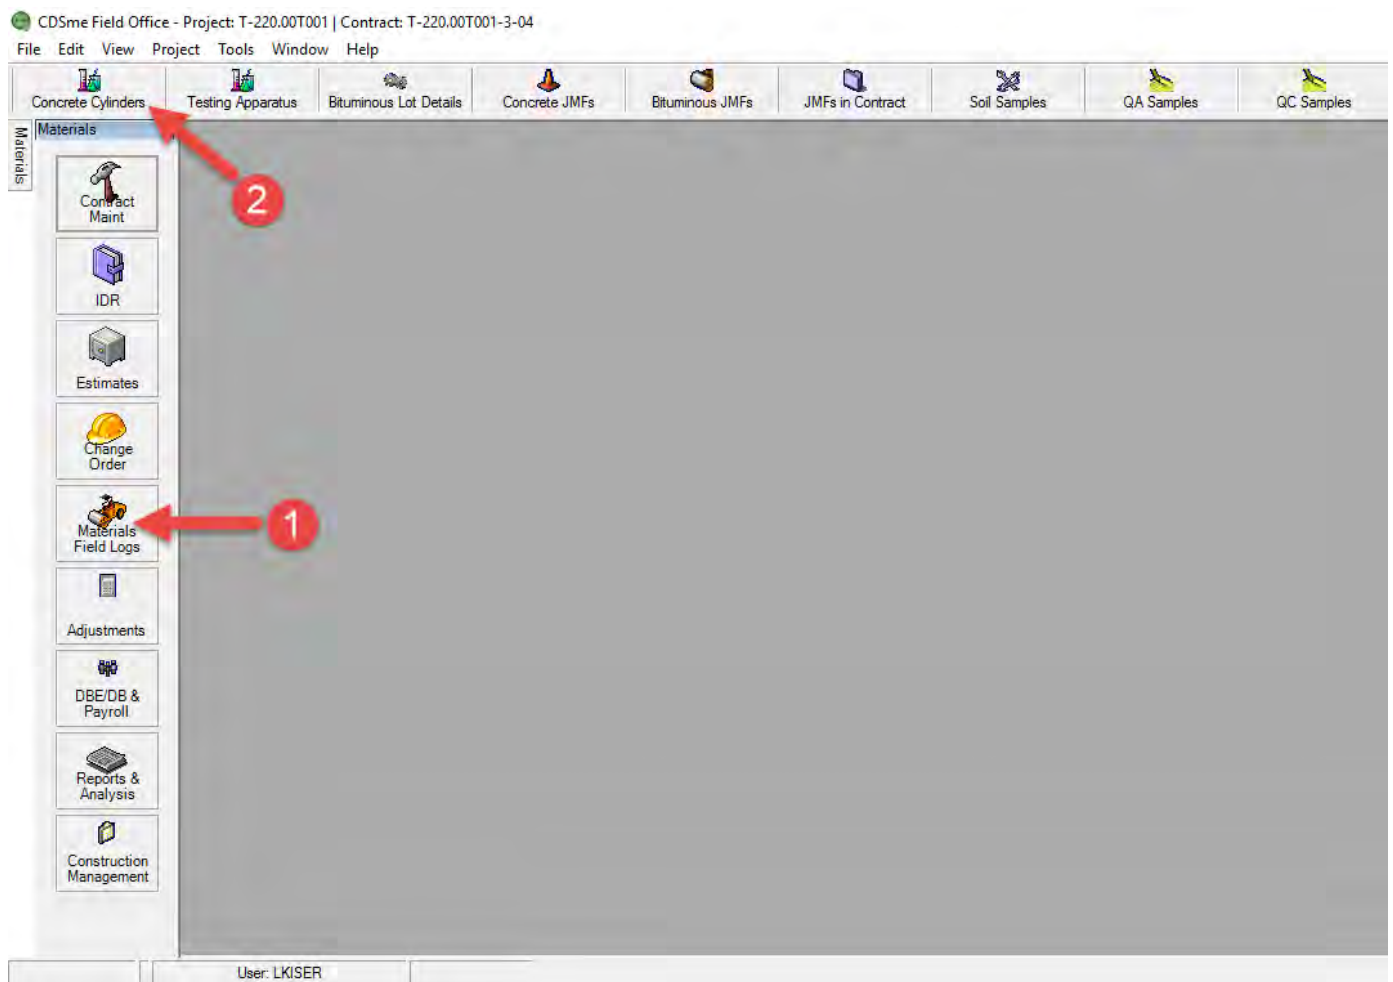 CDSme Field Office - Project: T-220.00T001 | Contract: T-220.00T001-3-04
File Edit View Project Tools Window Help
Concrete Cylinders Testing Apparatus Bituminous Lot Details Concrete JMFs Bituminous JMFs JMFs in Contract Soil Samples QA Samples QC Samples
Materials
Materials
2
Contract
Maint
IDR
Estimates
Change
Order
1
Materials
Field Logs
Adjustments
DBE/DB &
Payroll
Reports &
Analysis
Construction
Management
User: LKISER